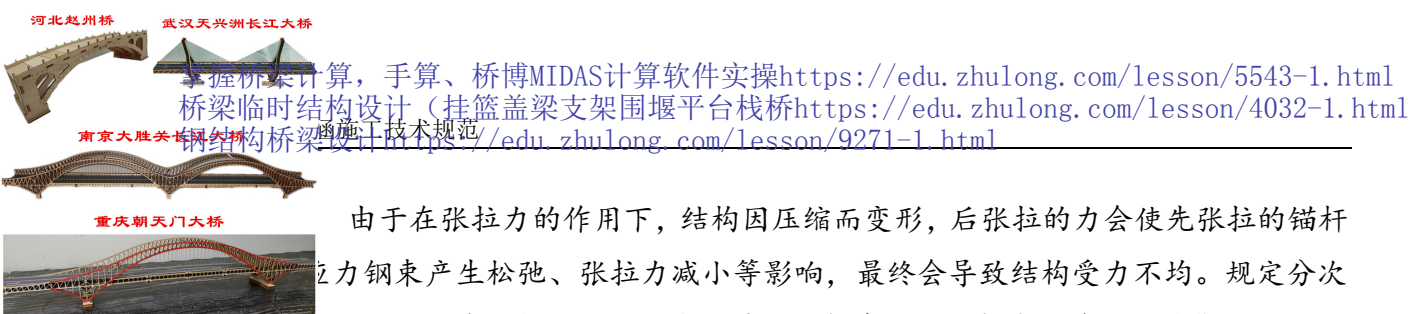 河北赵州桥
武汉天兴洲长江大桥
掌握桥梁计算，手算、桥博MIDAS计算软件实操https://edu.zhulong.com/lesson/5543-1.html
桥梁临时结构设计（挂篮盖梁支架围堰平台栈桥https://edu.zhulong.com/lesson/4032-1.html
南京大胜关长江大桥
涵施工技术规范
钢结构桥梁设计https://edu.zhulong.com/lesson/9271-1.html
重庆朝天门大桥
由于在张拉力的作用下，结构因压缩而变形，后张拉的力会使先张拉的锚杆
应力钢束产生松弛、张拉力减小等影响，最终会导致结构受力不均。规定分次